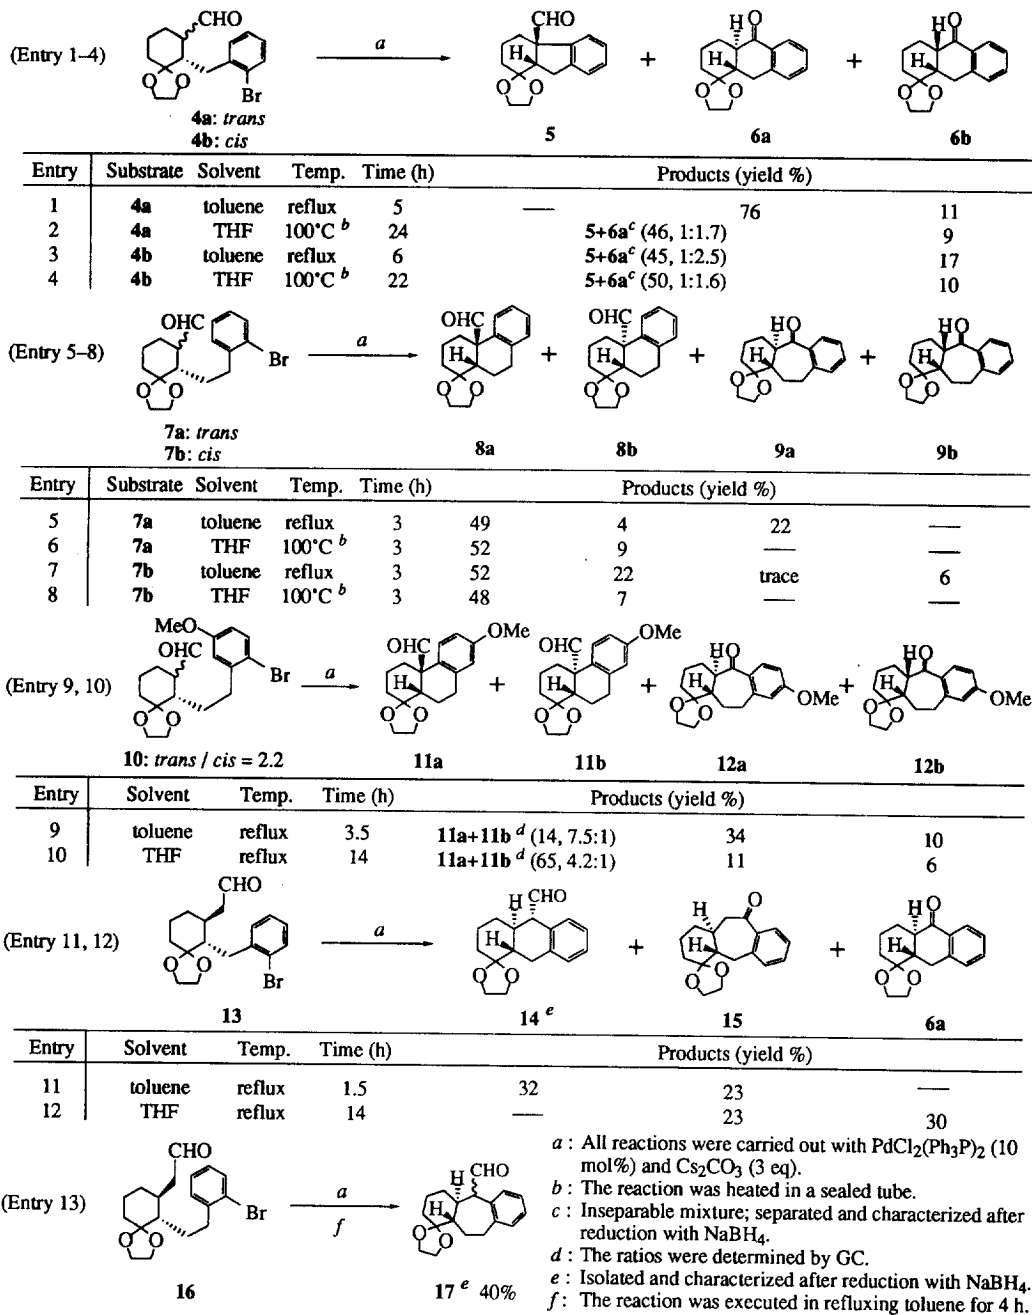 (Entry 1–4)
CHO
O O
Br
4a: trans
4b: cis
a
CHO
H
O O
5
+
H O
H
O O
6a
+
H O
H
O O
6b
Entry Substrate Solvent Temp. Time (h) Products (yield %)
1 4a toluene reflux 5 — 76 11
2 4a THF 100°C b 24 5+6a c (46, 1:1.7) 9
3 4b toluene reflux 6 5+6a c (45, 1:2.5) 17
4 4b THF 100°C b 22 5+6a c (50, 1:1.6) 10
(Entry 5–8)
OHC
Br
O O
7a: trans
7b: cis
a
OHC
H
O O
8a
+
OHC
H
O O
8b
+
H O
H
O O
9a
+
H O
H
O O
9b
Entry Substrate Solvent Temp. Time (h) Products (yield %)
5 7a toluene reflux 3 49 4 22 —
6 7a THF 100°C b 3 52 9 — —
7 7b toluene reflux 3 52 22 trace 6
8 7b THF 100°C b 3 48 7 — —
(Entry 9, 10)
MeO
OHC
Br
O O
10: trans / cis = 2.2
a
OHC OMe
H
O O
11a
+
OHC OMe
H
O O
11b
+
H O
H
OMe
O O
12a
+
H O
H
OMe
O O
12b
Entry Solvent Temp. Time (h) Products (yield %)
9 toluene reflux 3.5 11a+11b d (14, 7.5:1) 34 10
10 THF reflux 14 11a+11b d (65, 4.2:1) 11 6
(Entry 11, 12)
CHO
O O
Br
13
a
H CHO
H
O O
14 e
+
H O
H
O O
15
+
H O
H
O O
6a
Entry Solvent Temp. Time (h) Products (yield %)
11 toluene reflux 1.5 32 23 —
12 THF reflux 14 — 23 30
(Entry 13)
CHO
Br
O O
16
a
f
H CHO
H
O O
17 e 40%
a : All reactions were carried out with PdCl2(Ph3P)2 (10
mol%) and Cs2CO3 (3 eq).
b : The reaction was heated in a sealed tube.
c : Inseparable mixture; separated and characterized after
reduction with NaBH4.
d : The ratios were determined by GC.
e : Isolated and characterized after reduction with NaBH4.
f : The reaction was executed in refluxing toluene for 4 h.